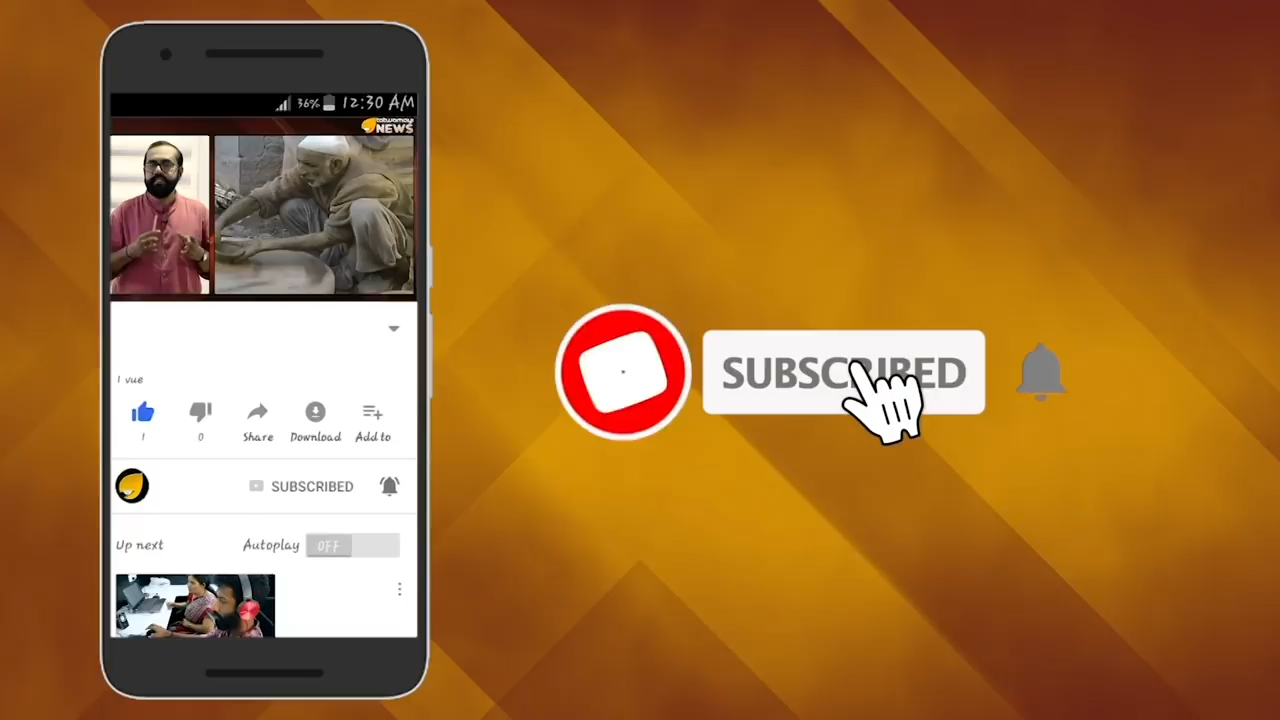 36% 12:30 AM
tatwamayi
NEWS
1 vue
1 0 Share Download Add to
SUBSCRIBED
Up next Autoplay OFF
SUBSCRIBED